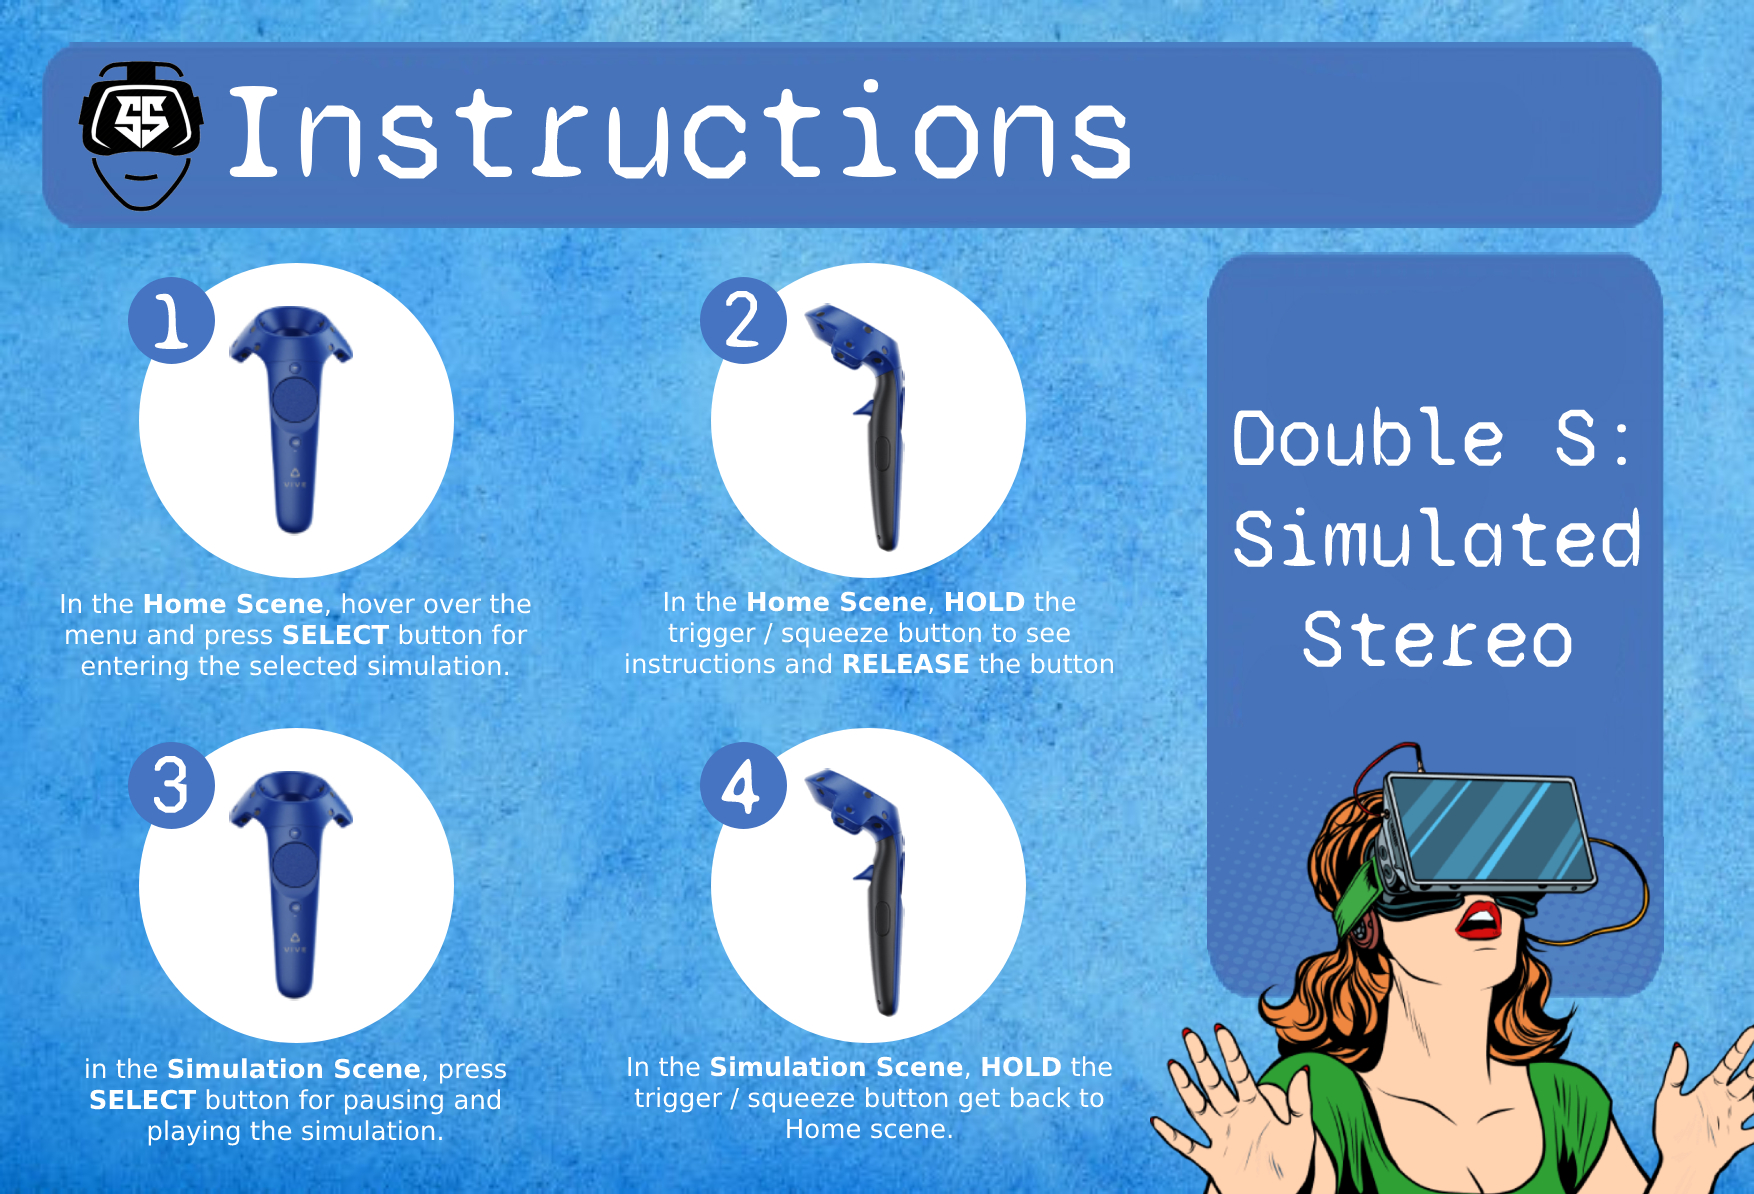 SS
Instructions
1
VIVE
In the Home Scene, hover over the
menu and press SELECT button for
entering the selected simulation.
2
In the Home Scene, HOLD the
trigger / squeeze button to see
instructions and RELEASE the button
3
VIVE
in the Simulation Scene, press
SELECT button for pausing and
playing the simulation.
4
In the Simulation Scene, HOLD the
trigger / squeeze button get back to
Home scene.
Double S:
Simulated
Stereo